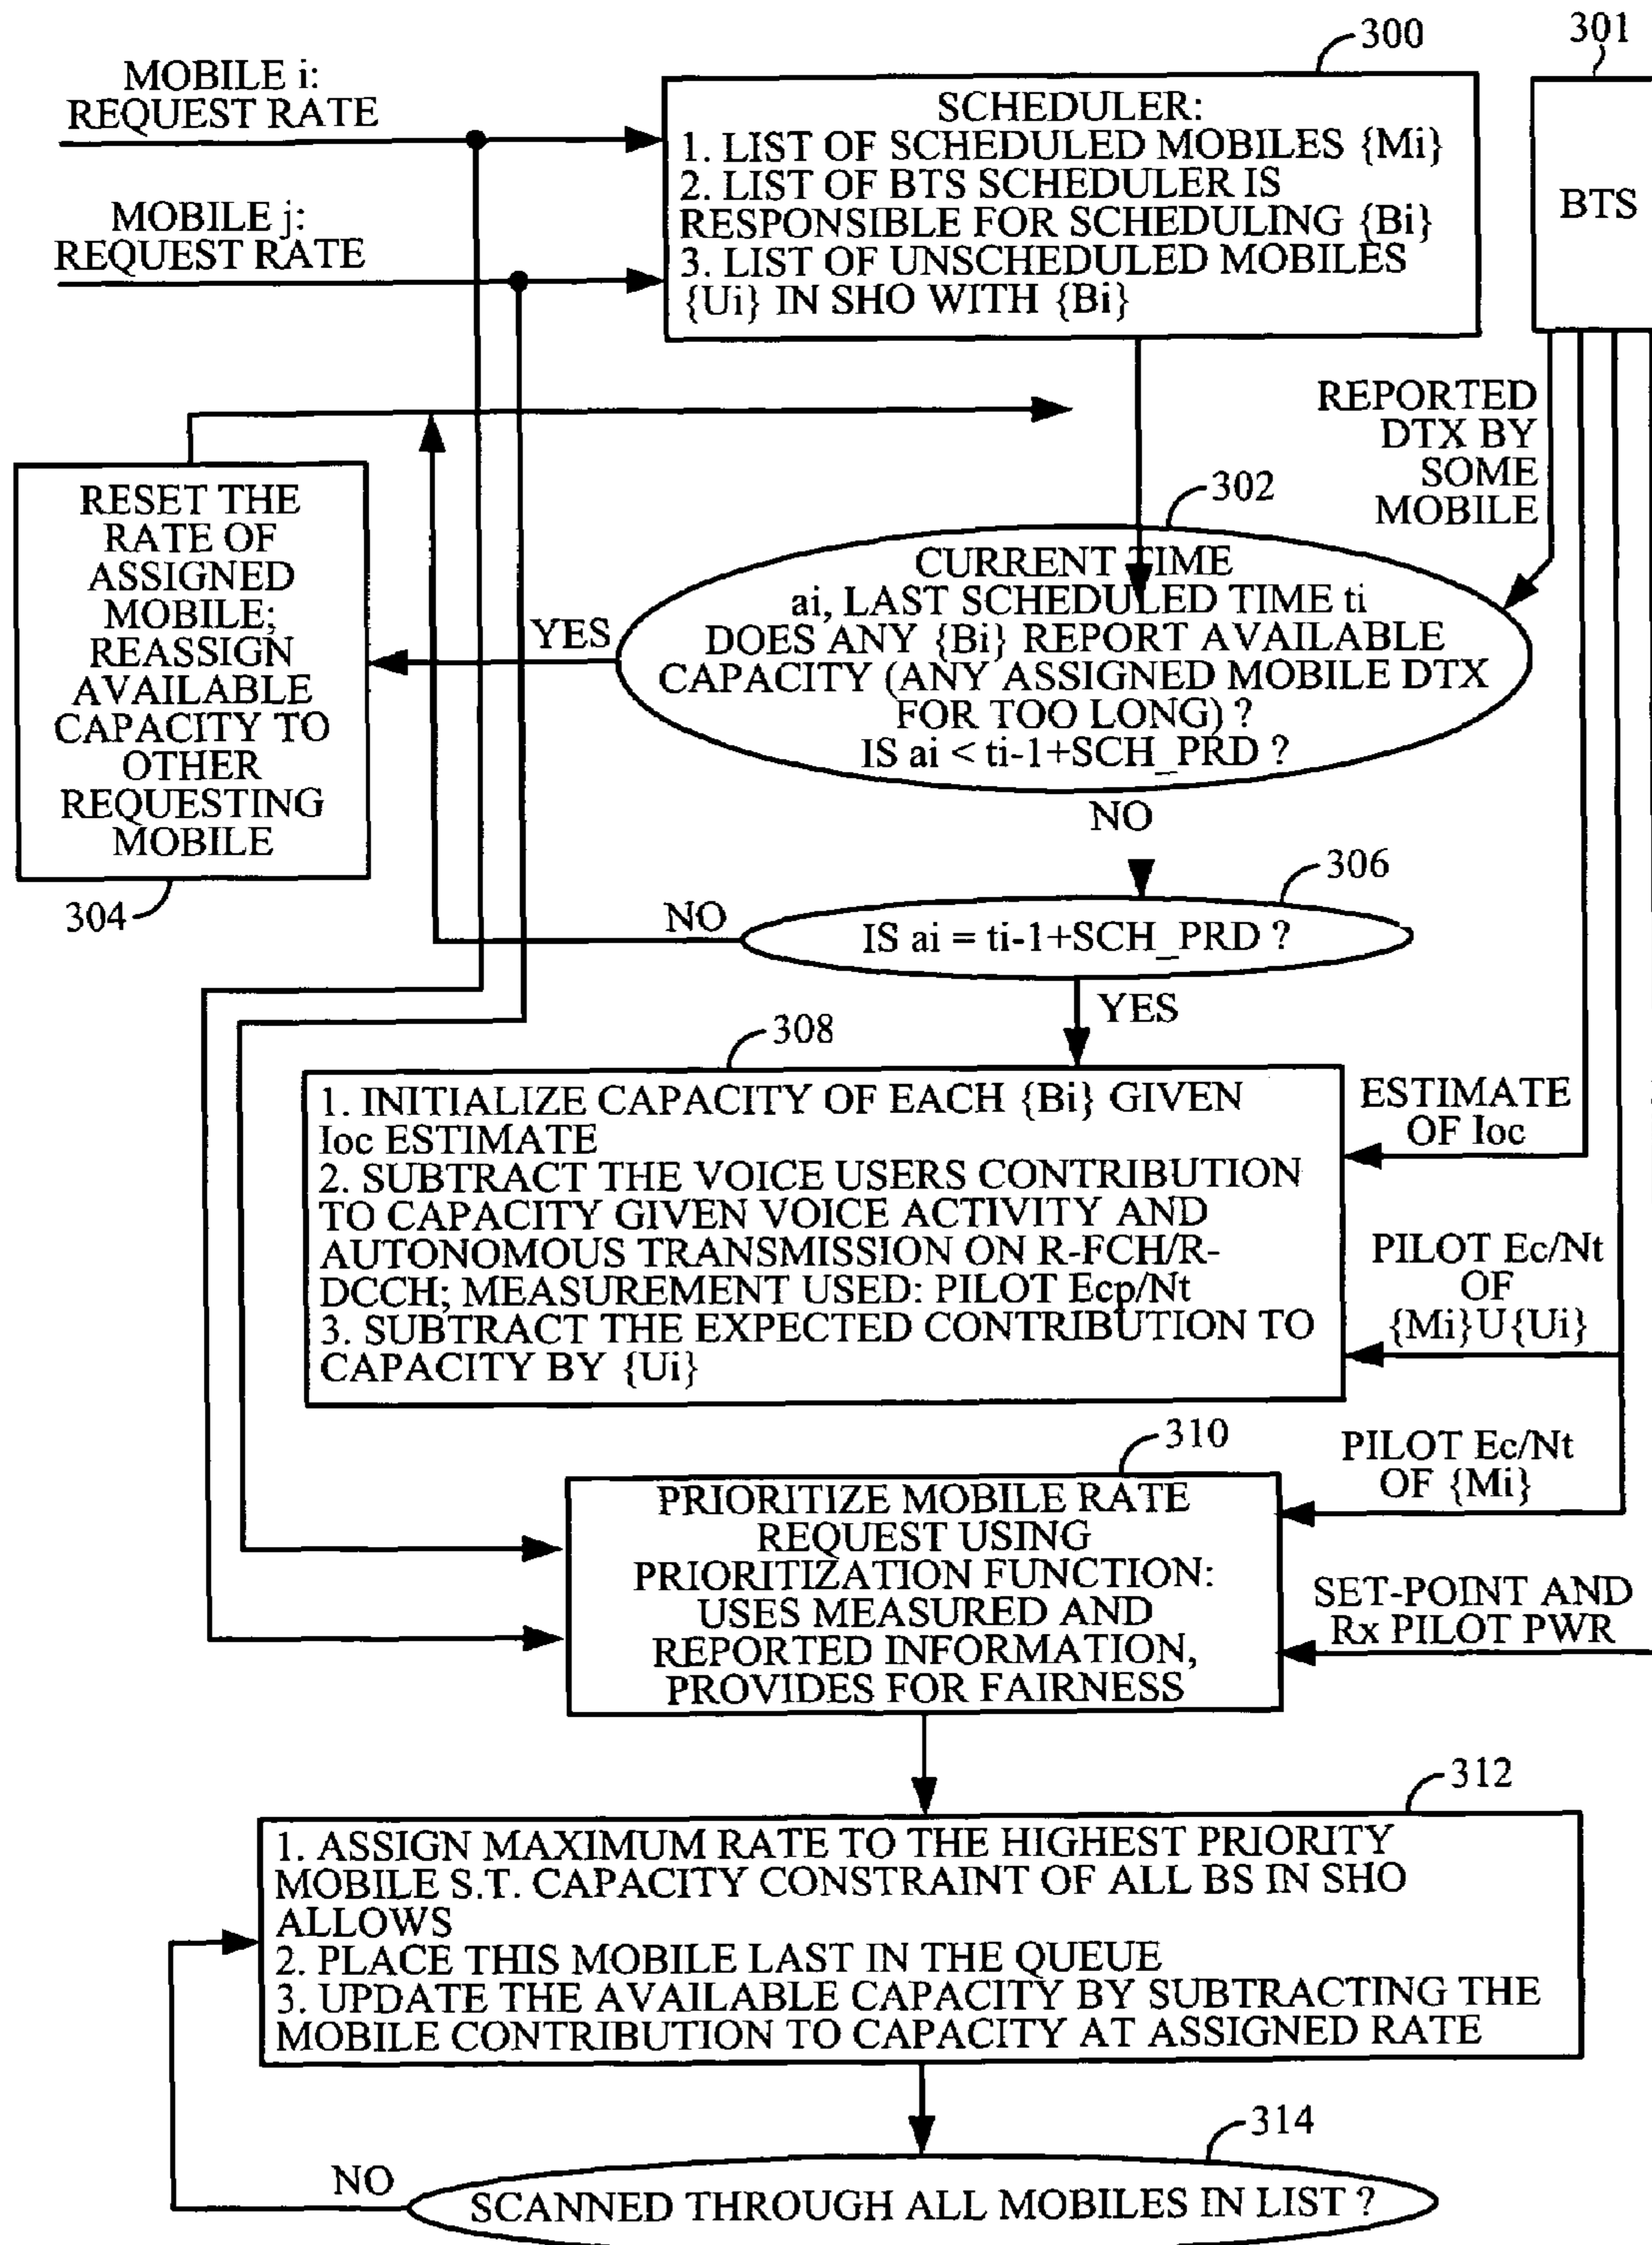 300
301
MOBILE i:
REQUEST RATE
SCHEDULER:
1. LIST OF SCHEDULED MOBILES {Mi}
2. LIST OF BTS SCHEDULER IS
RESPONSIBLE FOR SCHEDULING {Bi}
3. LIST OF UNSCHEDULED MOBILES
{Ui} IN SHO WITH {Bi}
BTS
MOBILE j:
REQUEST RATE
REPORTED
DTX BY
SOME
MOBILE
302
RESET THE
RATE OF
ASSIGNED
MOBILE;
REASSIGN
AVAILABLE
CAPACITY TO
OTHER
REQUESTING
MOBILE
304
YES
CURRENT TIME
ai, LAST SCHEDULED TIME ti
DOES ANY {Bi} REPORT AVAILABLE
CAPACITY (ANY ASSIGNED MOBILE DTX
FOR TOO LONG) ?
IS ai < ti-1+SCH_PRD ?
NO
306
NO
IS ai = ti-1+SCH_PRD ?
YES
308
1. INITIALIZE CAPACITY OF EACH {Bi} GIVEN
Ioc ESTIMATE
2. SUBTRACT THE VOICE USERS CONTRIBUTION
TO CAPACITY GIVEN VOICE ACTIVITY AND
AUTONOMOUS TRANSMISSION ON R-FCH/R-
DCCH; MEASUREMENT USED: PILOT Ecp/Nt
3. SUBTRACT THE EXPECTED CONTRIBUTION TO
CAPACITY BY {Ui}
ESTIMATE
OF Ioc
PILOT Ec/Nt
OF
{Mi}U{Ui}
310
PILOT Ec/Nt
OF {Mi}
PRIORITIZE MOBILE RATE
REQUEST USING
PRIORITIZATION FUNCTION:
USES MEASURED AND
REPORTED INFORMATION,
PROVIDES FOR FAIRNESS
SET-POINT AND
Rx PILOT PWR
312
1. ASSIGN MAXIMUM RATE TO THE HIGHEST PRIORITY
MOBILE S.T. CAPACITY CONSTRAINT OF ALL BS IN SHO
ALLOWS
2. PLACE THIS MOBILE LAST IN THE QUEUE
3. UPDATE THE AVAILABLE CAPACITY BY SUBTRACTING THE
MOBILE CONTRIBUTION TO CAPACITY AT ASSIGNED RATE
314
NO
SCANNED THROUGH ALL MOBILES IN LIST ?